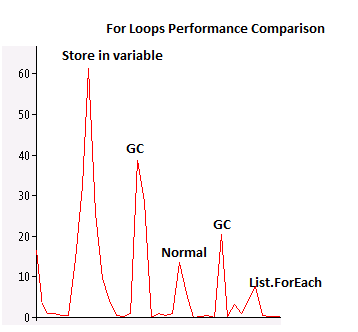 For Loops Performance Comparison
Store in variable
60
50
GC
40
30
GC
20
Normal
10
List.ForEach
0